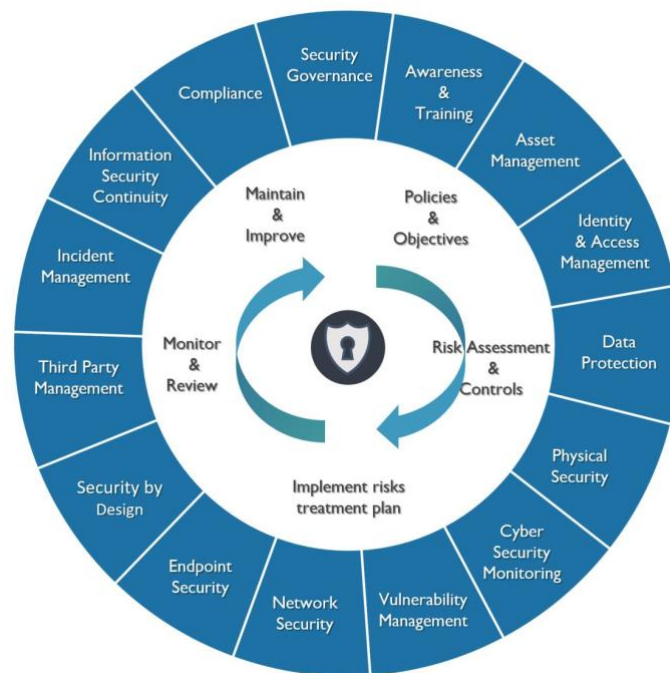 Security
Governance
Awareness
&
Training
Asset
Management
Identity
& Access
Management
Data
Protection
Physical
Security
Cyber
Security
Monitoring
Vulnerability
Management
Network
Security
Endpoint
Security
Security by
Design
Third Party
Management
Incident
Management
Information
Security
Continuity
Compliance
Maintain
&
Improve
Policies
&
Objectives
Risk Assessment
&
Controls
Implement risks
treatment plan
Monitor
&
Review